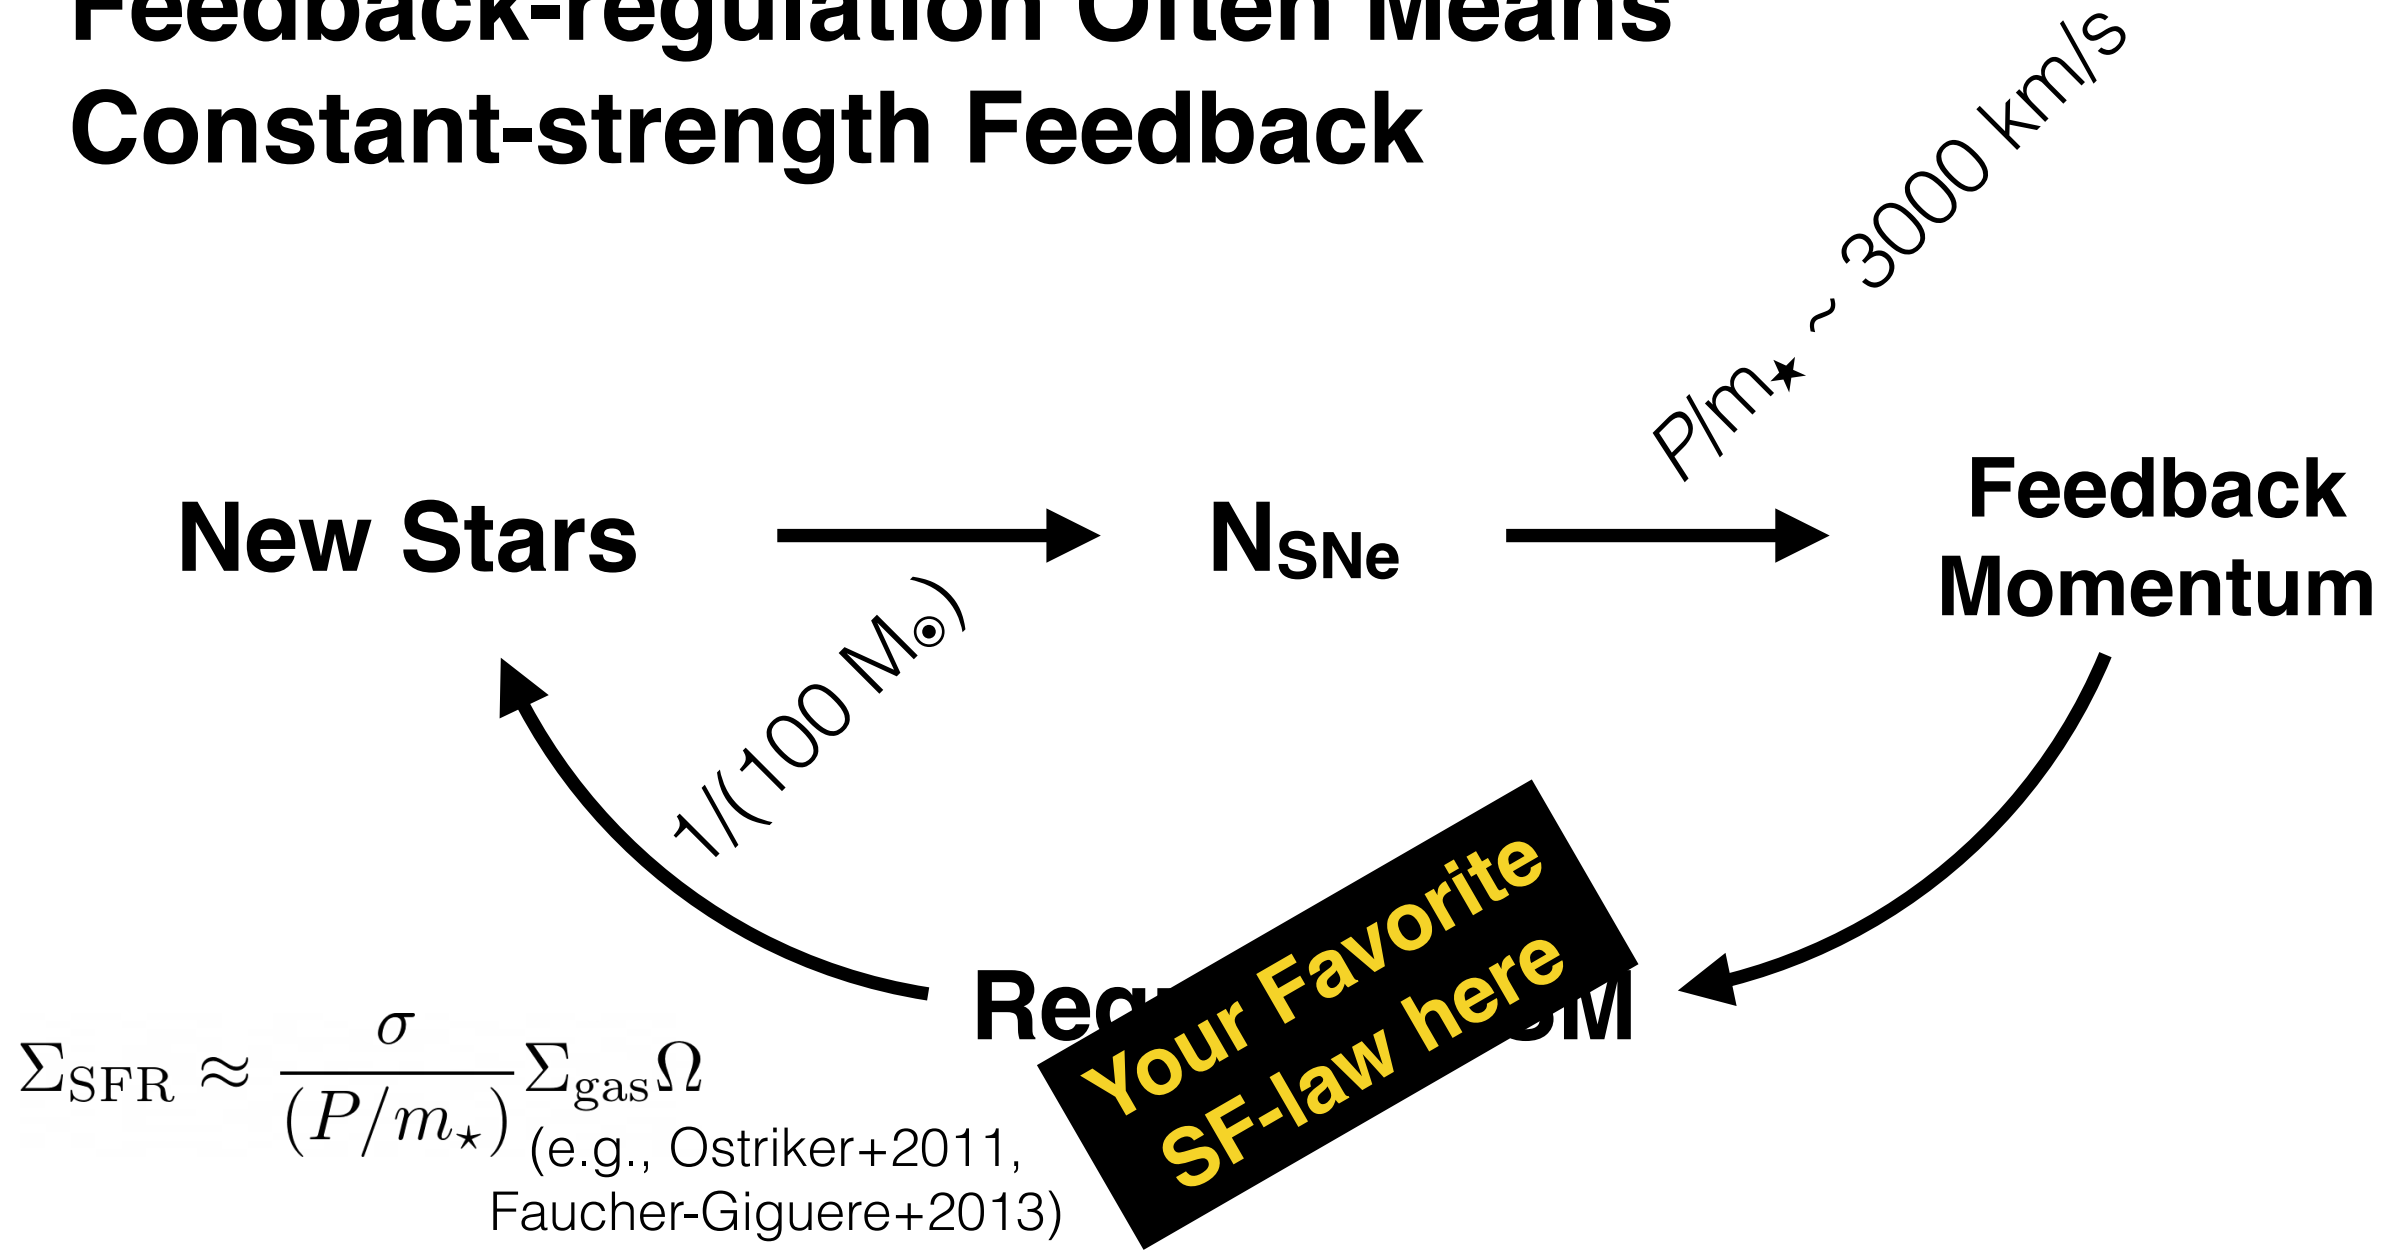 Feedback-regulation Often Means
Constant-strength Feedback
P/m★ ~ 3000 km/s
New Stars
N_SNe
Feedback
Momentum
1/(100 M☉)
Your Favorite
SF-law here
Σ_SFR ≈ σ/(P/m⋆) Σ_gas Ω
(e.g., Ostriker+2011,
Faucher-Giguere+2013)